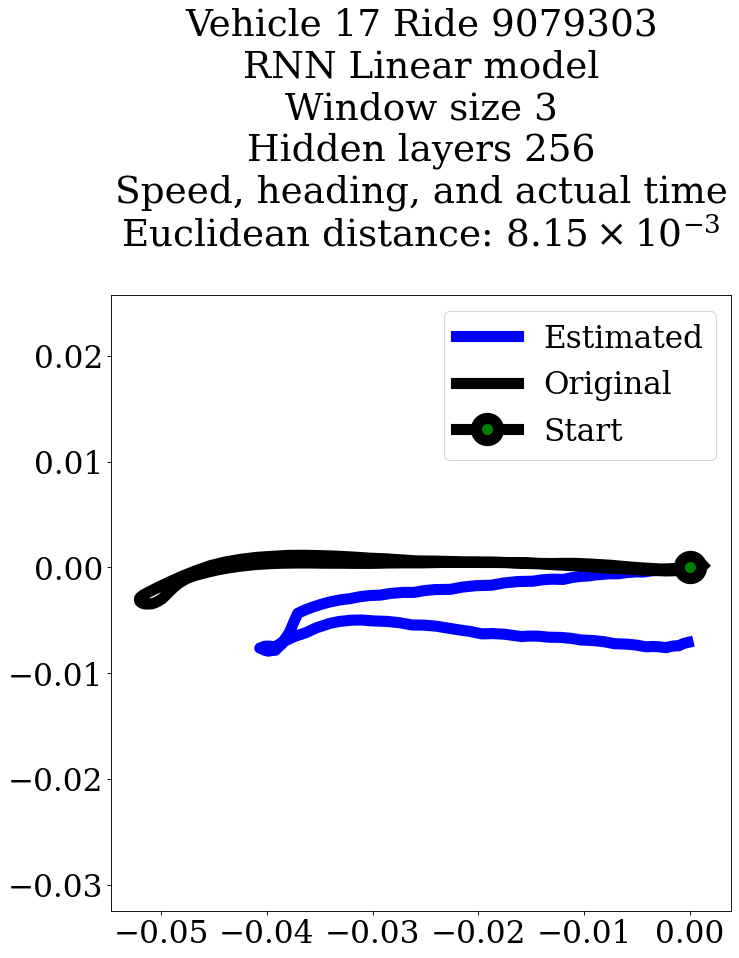 Vehicle 17 Ride 9079303
RNN Linear model
Window size 3
Hidden layers 256
Speed, heading, and actual time
Euclidean distance: 8.15 × 10⁻³
Estimated
Original
Start
0.02
0.01
0.00
−0.01
−0.02
−0.03
−0.05 −0.04 −0.03 −0.02 −0.01 0.00